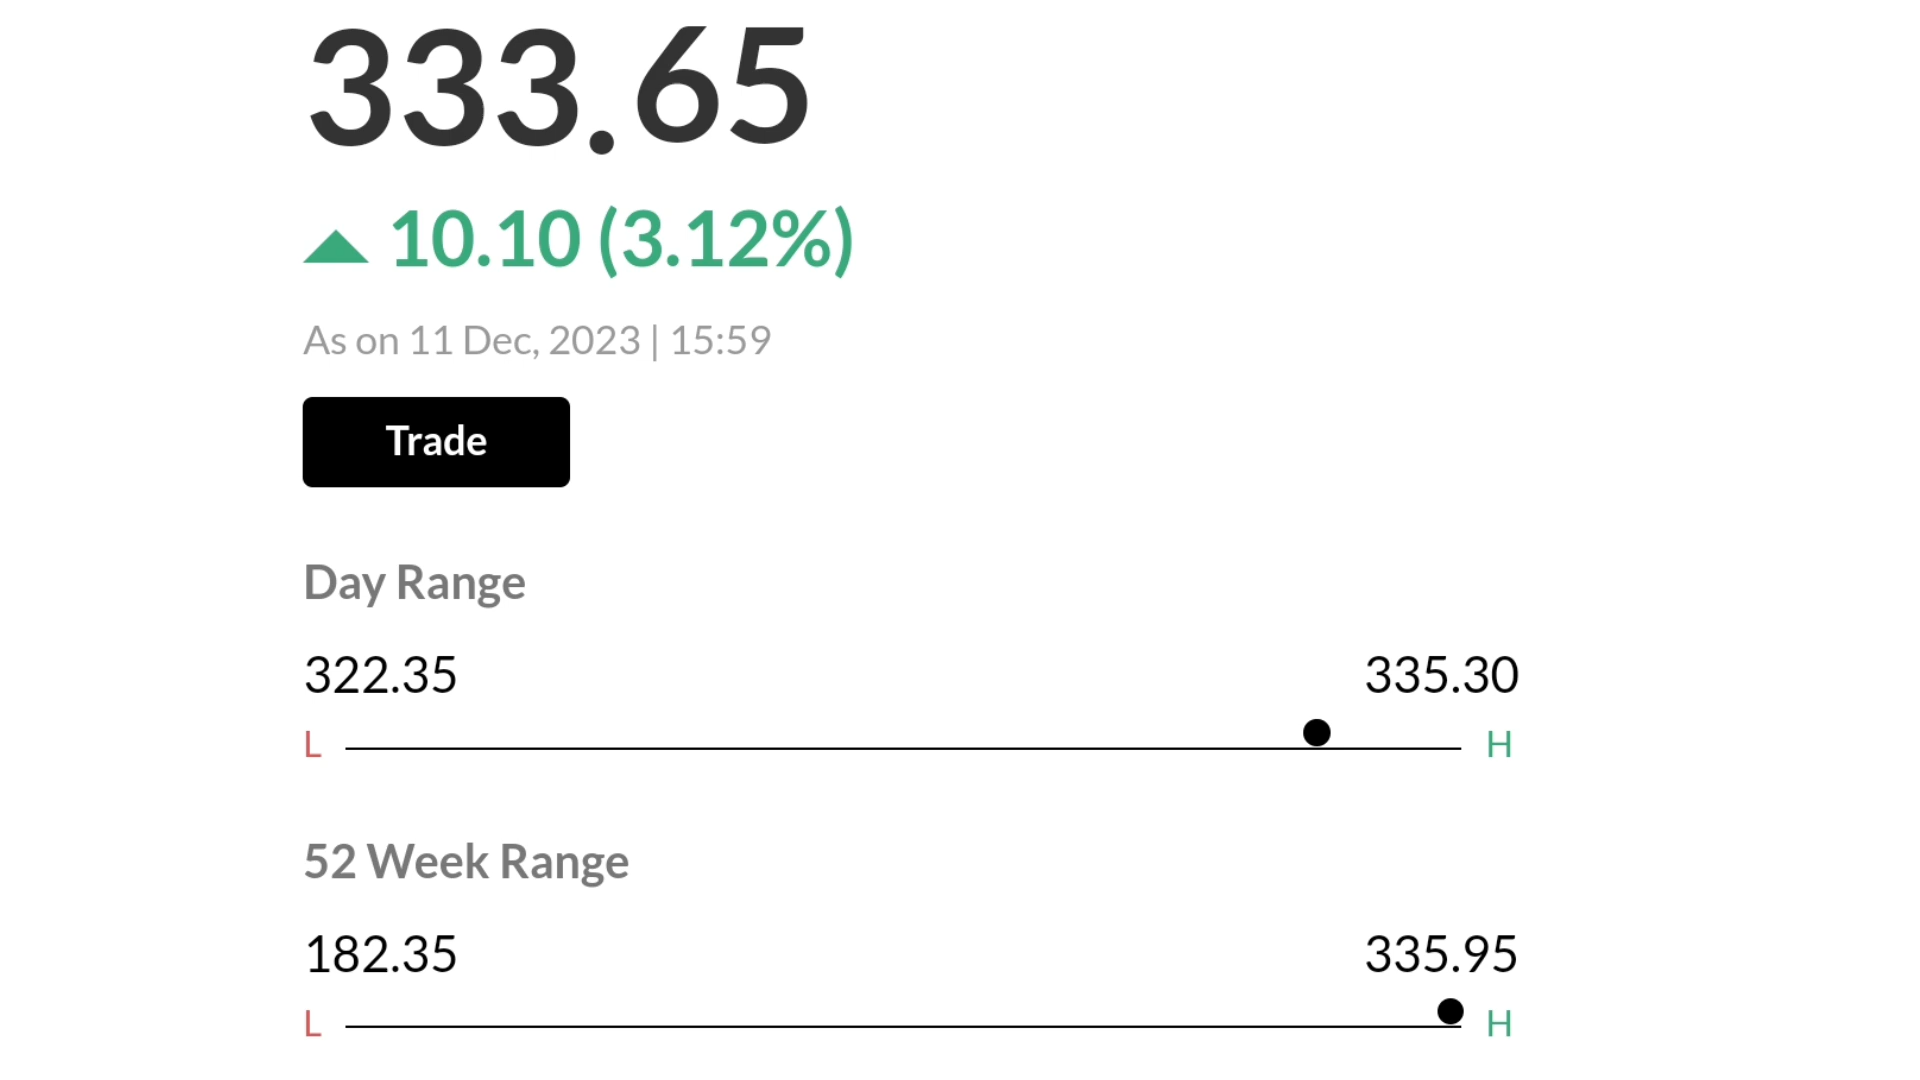 333.65
10.10 (3.12%)
As on 11 Dec, 2023 | 15:59
Trade
Day Range
322.35 335.30
L H
52 Week Range
182.35 335.95
L H